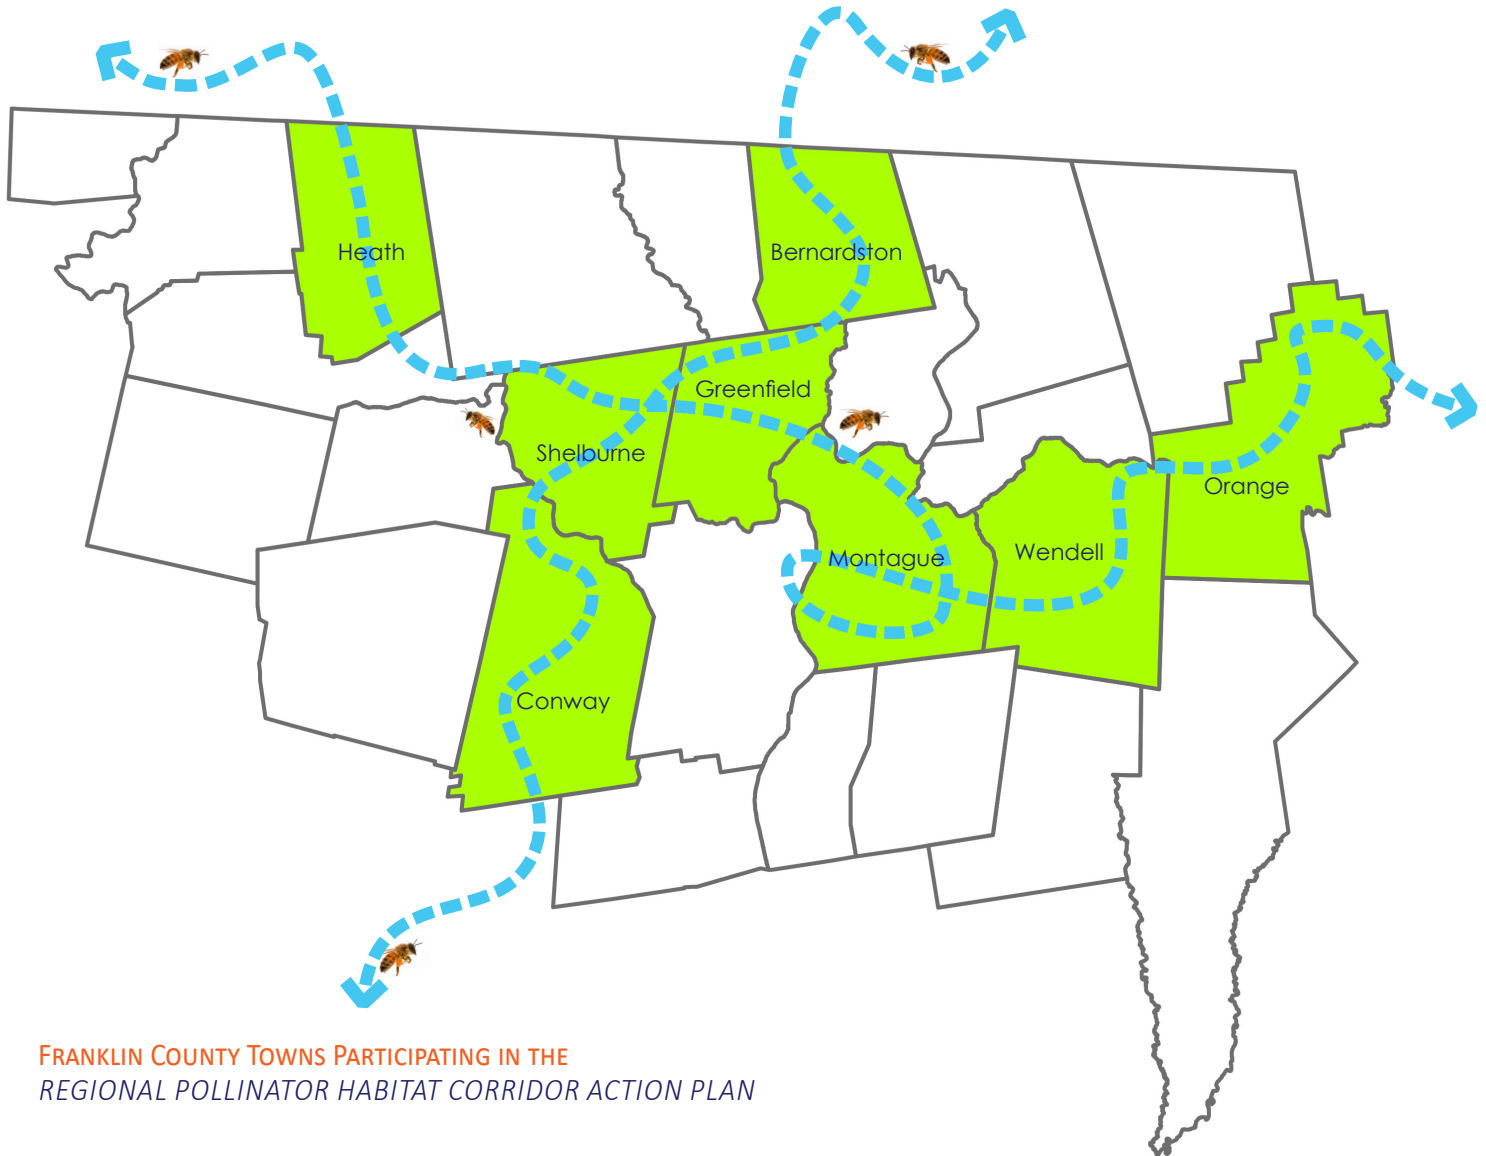 Heath
Bernardston
Greenfield
Shelburne
Orange
Montague
Wendell
Conway
Franklin County Towns Participating in the
REGIONAL POLLINATOR HABITAT CORRIDOR ACTION PLAN